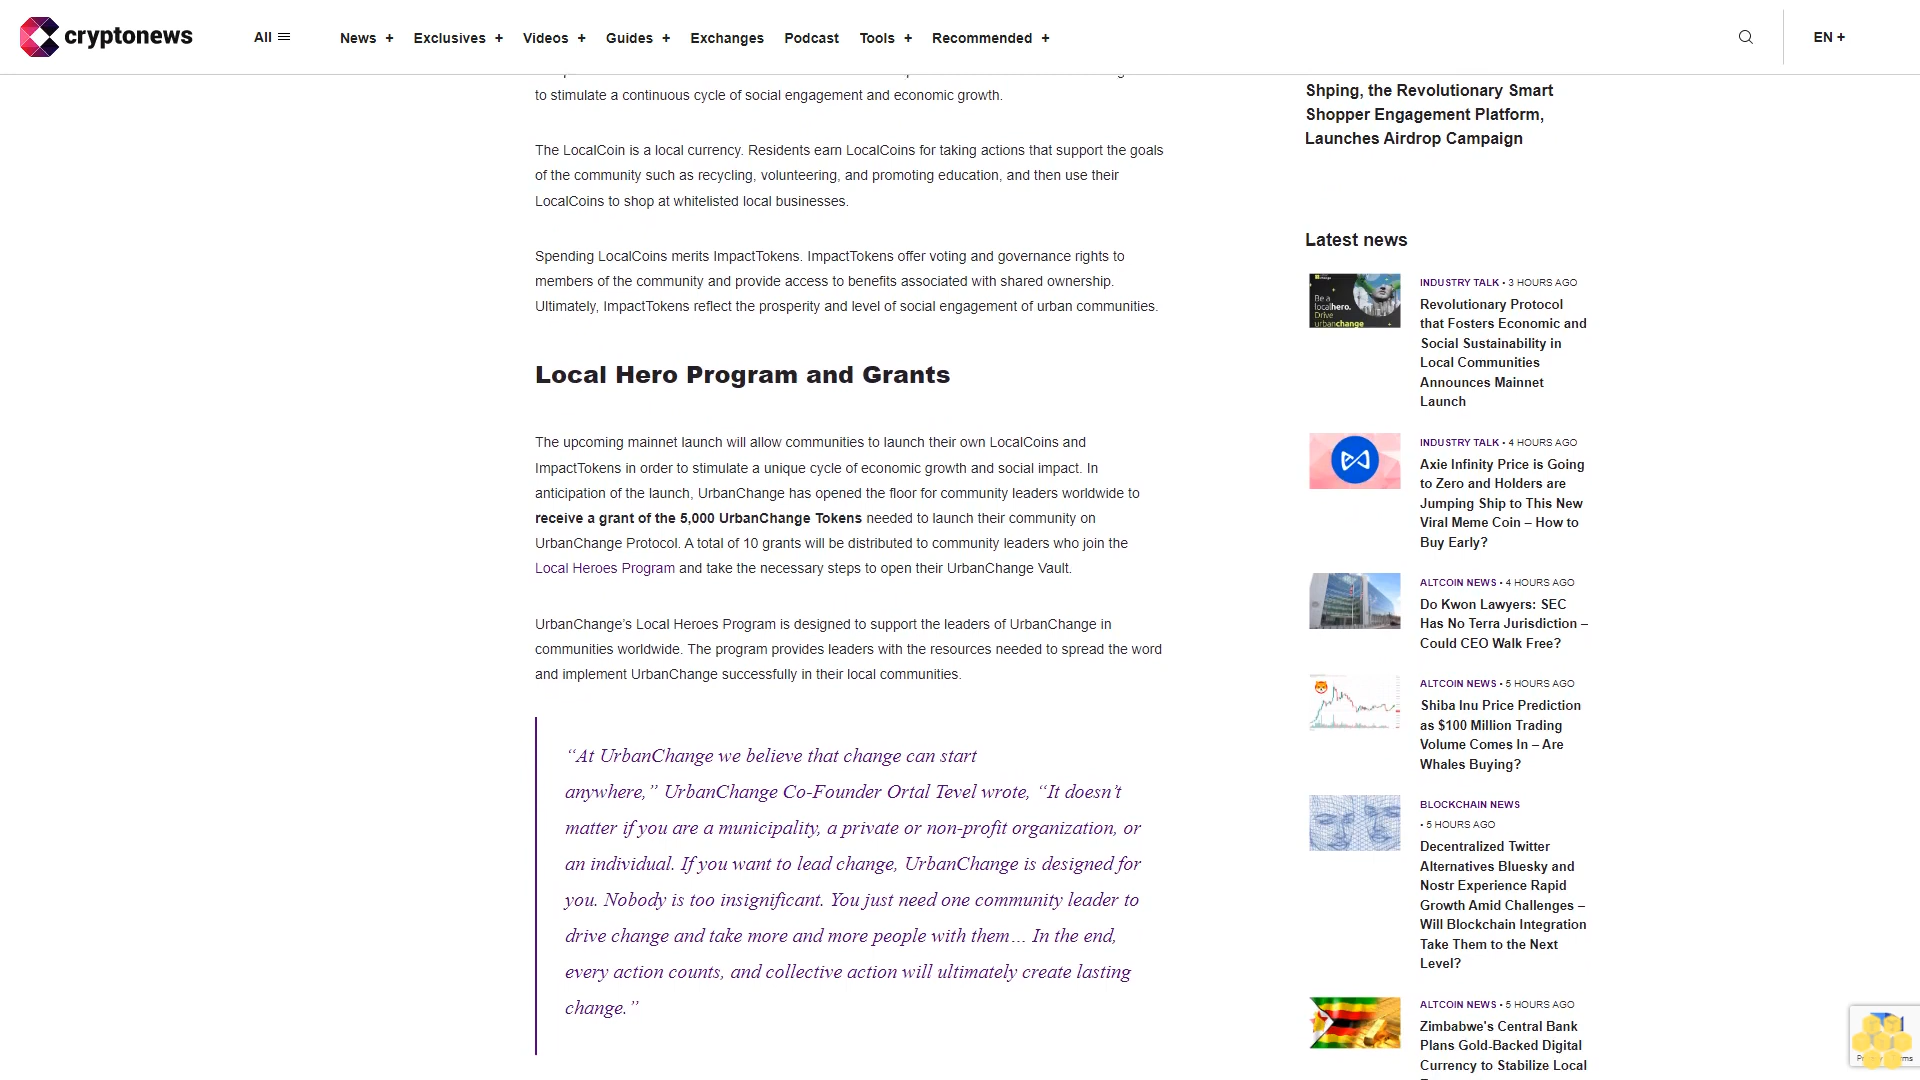 cryptonews
All
News +
Exclusives +
Videos +
Guides +
Exchanges
Podcast
Tools +
Recommended +
EN +
to stimulate a continuous cycle of social engagement and economic growth.
The LocalCoin is a local currency. Residents earn LocalCoins for taking actions that support the goals
of the community such as recycling, volunteering, and promoting education, and then use their
LocalCoins to shop at whitelisted local businesses.
Spending LocalCoins merits ImpactTokens. ImpactTokens offer voting and governance rights to
members of the community and provide access to benefits associated with shared ownership.
Ultimately, ImpactTokens reflect the prosperity and level of social engagement of urban communities.
Local Hero Program and Grants
The upcoming mainnet launch will allow communities to launch their own LocalCoins and
ImpactTokens in order to stimulate a unique cycle of economic growth and social impact. In
anticipation of the launch, UrbanChange has opened the floor for community leaders worldwide to
receive a grant of the 5,000 UrbanChange Tokens needed to launch their community on
UrbanChange Protocol. A total of 10 grants will be distributed to community leaders who join the
Local Heroes Program and take the necessary steps to open their UrbanChange Vault.
UrbanChange’s Local Heroes Program is designed to support the leaders of UrbanChange in
communities worldwide. The program provides leaders with the resources needed to spread the word
and implement UrbanChange successfully in their local communities.
“At UrbanChange we believe that change can start
anywhere,” UrbanChange Co-Founder Ortal Tevel wrote, “It doesn’t
matter if you are a municipality, a private or non-profit organization, or
an individual. If you want to lead change, UrbanChange is designed for
you. Nobody is too insignificant. You just need one community leader to
drive change and take more and more people with them… In the end,
every action counts, and collective action will ultimately create lasting
change.”
Shping, the Revolutionary Smart
Shopper Engagement Platform,
Launches Airdrop Campaign
Latest news
Be a
localhero.
Drive
urbanchange
INDUSTRY TALK • 3 HOURS AGO
Revolutionary Protocol
that Fosters Economic and
Social Sustainability in
Local Communities
Announces Mainnet
Launch
INDUSTRY TALK • 4 HOURS AGO
Axie Infinity Price is Going
to Zero and Holders are
Jumping Ship to This New
Viral Meme Coin – How to
Buy Early?
ALTCOIN NEWS • 4 HOURS AGO
Do Kwon Lawyers: SEC
Has No Terra Jurisdiction –
Could CEO Walk Free?
ALTCOIN NEWS • 5 HOURS AGO
Shiba Inu Price Prediction
as $100 Million Trading
Volume Comes In – Are
Whales Buying?
BLOCKCHAIN NEWS
• 5 HOURS AGO
Decentralized Twitter
Alternatives Bluesky and
Nostr Experience Rapid
Growth Amid Challenges –
Will Blockchain Integration
Take Them to the Next
Level?
ALTCOIN NEWS • 5 HOURS AGO
Zimbabwe's Central Bank
Plans Gold-Backed Digital
Currency to Stabilize Local